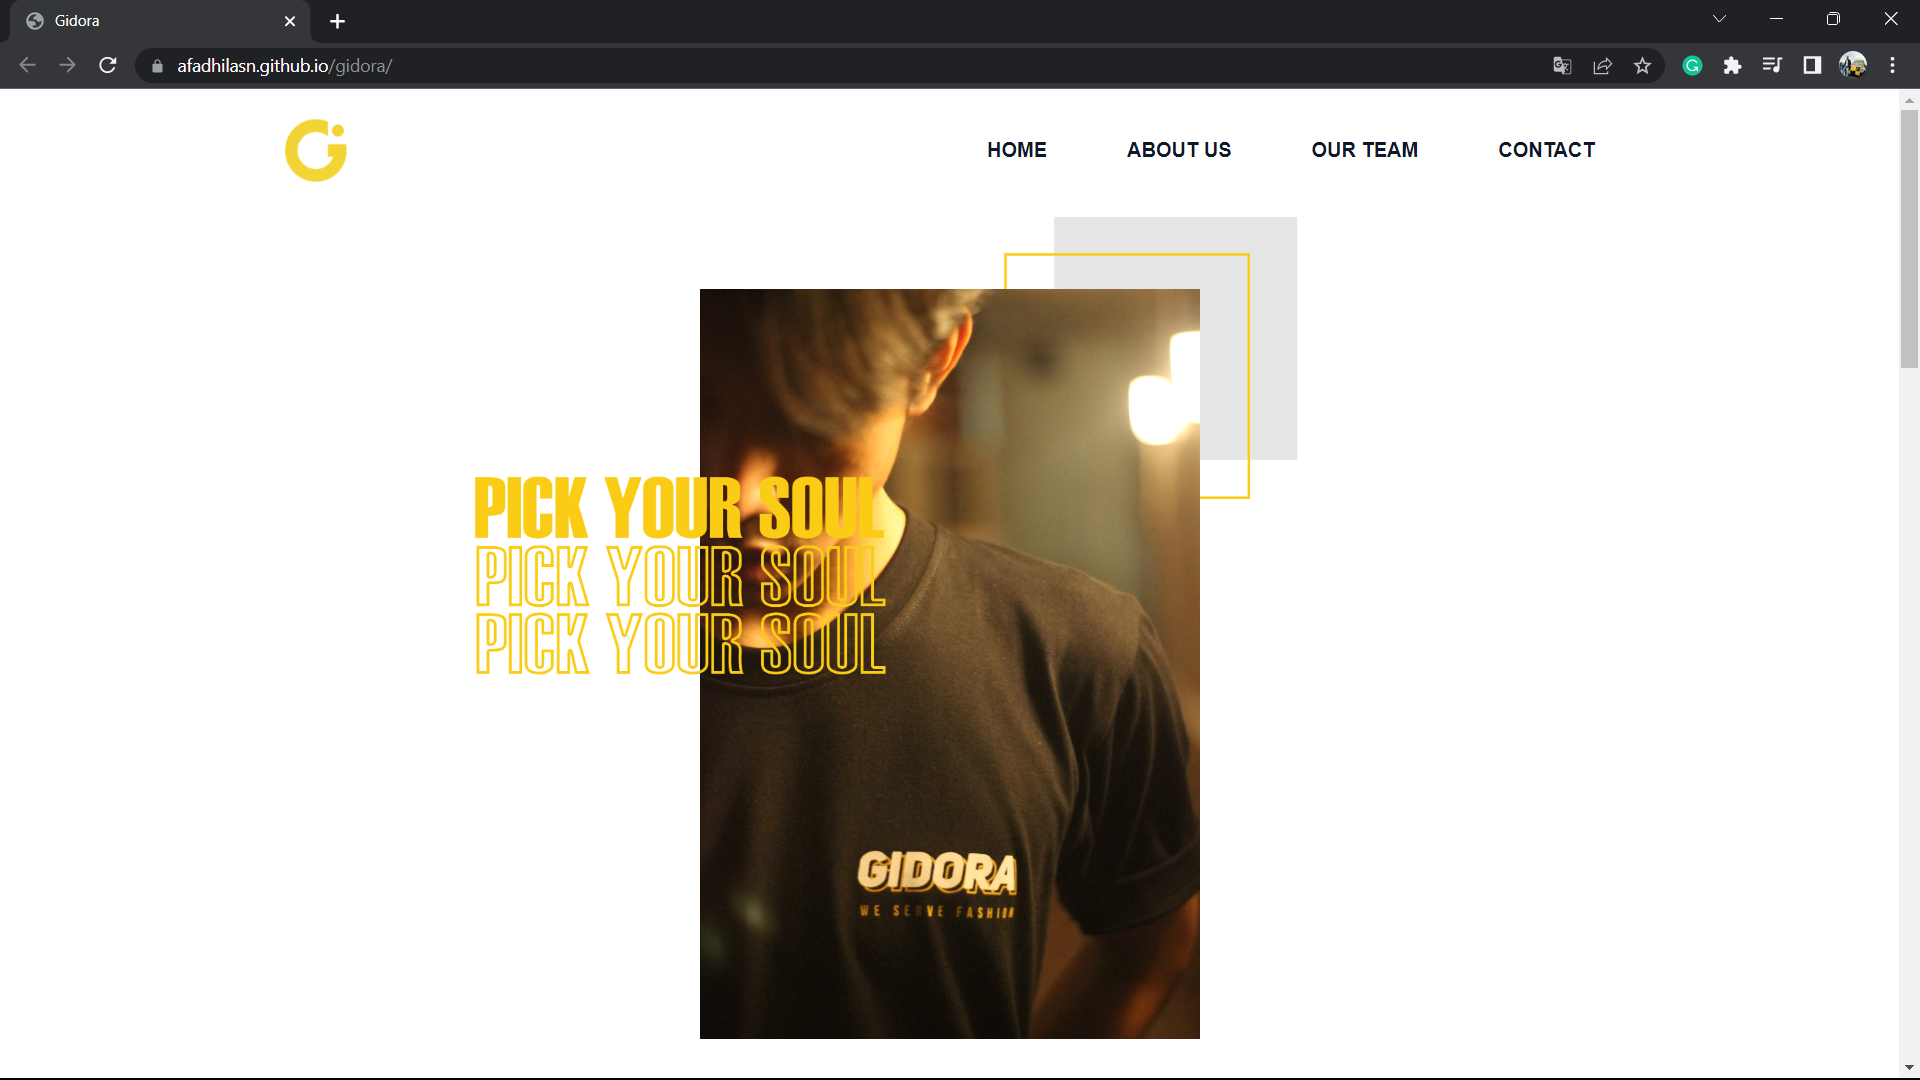 Gidora
afadhilasn.github.io/gidora/
HOME ABOUT US OUR TEAM CONTACT
PICK YOUR SOUL
PICK YOUR SOUL
PICK YOUR SOUL
GIDORA
WE SERVE FASHION